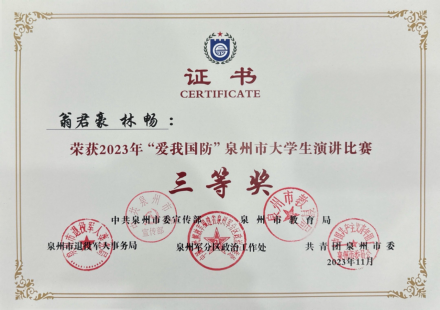 证书
CERTIFICATE
翁君豪 林畅：
荣获2023年“爱我国防”泉州市大学生演讲比赛
三等奖
中共泉州市委宣传部 泉州市教育局
泉州市退役军人事务局 泉州军分区政治工作处 共青团泉州市委
2023年11月